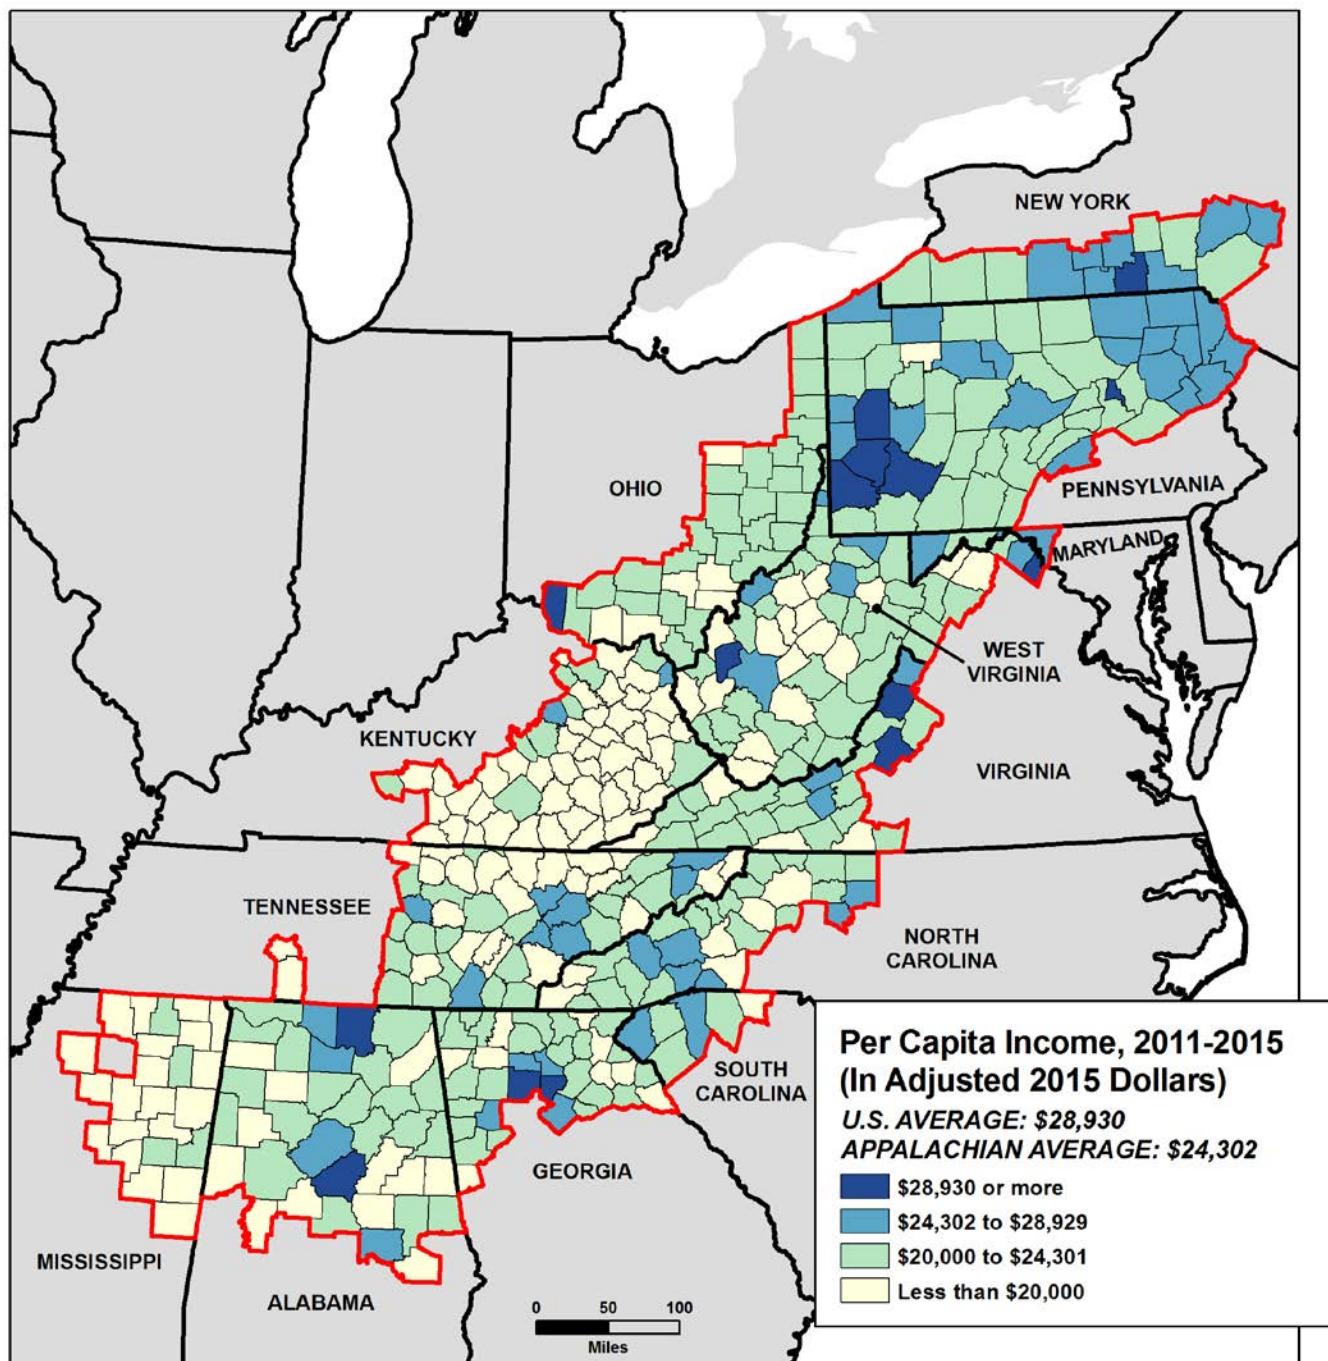 NEW YORK
OHIO
PENNSYLVANIA
MARYLAND
WEST
VIRGINIA
KENTUCKY
VIRGINIA
TENNESSEE
NORTH
CAROLINA
SOUTH
CAROLINA
GEORGIA
MISSISSIPPI
ALABAMA
Per Capita Income, 2011-2015
(In Adjusted 2015 Dollars)
U.S. AVERAGE: $28,930
APPALACHIAN AVERAGE: $24,302
$28,930 or more
$24,302 to $28,929
$20,000 to $24,301
Less than $20,000
0 50 100
Miles